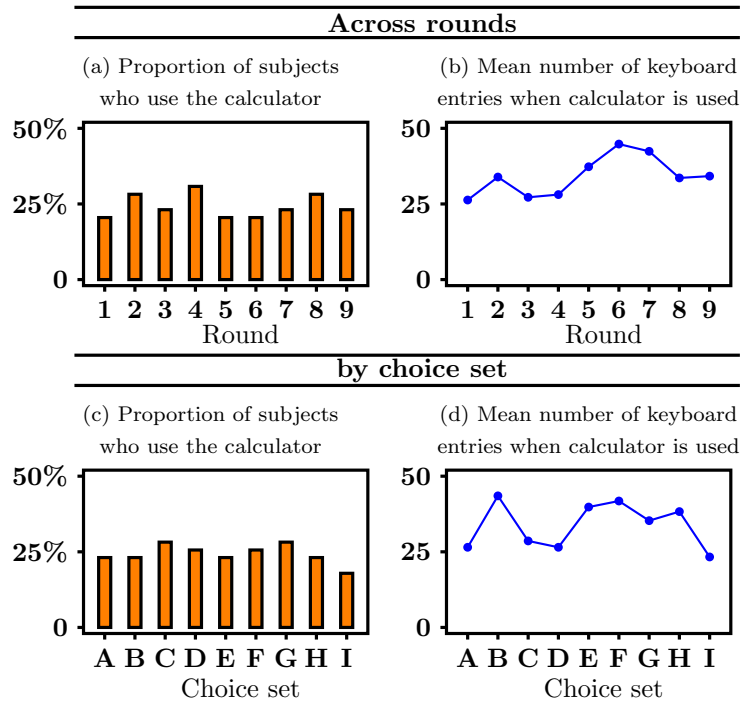 Across rounds
(a) Proportion of subjects
who use the calculator
(b) Mean number of keyboard
entries when calculator is used
50%
25%
0
1 2 3 4 5 6 7 8 9
Round
50
25
0
1 2 3 4 5 6 7 8 9
Round
by choice set
(c) Proportion of subjects
who use the calculator
(d) Mean number of keyboard
entries when calculator is used
50%
25%
0
A B C D E F G H I
Choice set
50
25
0
A B C D E F G H I
Choice set